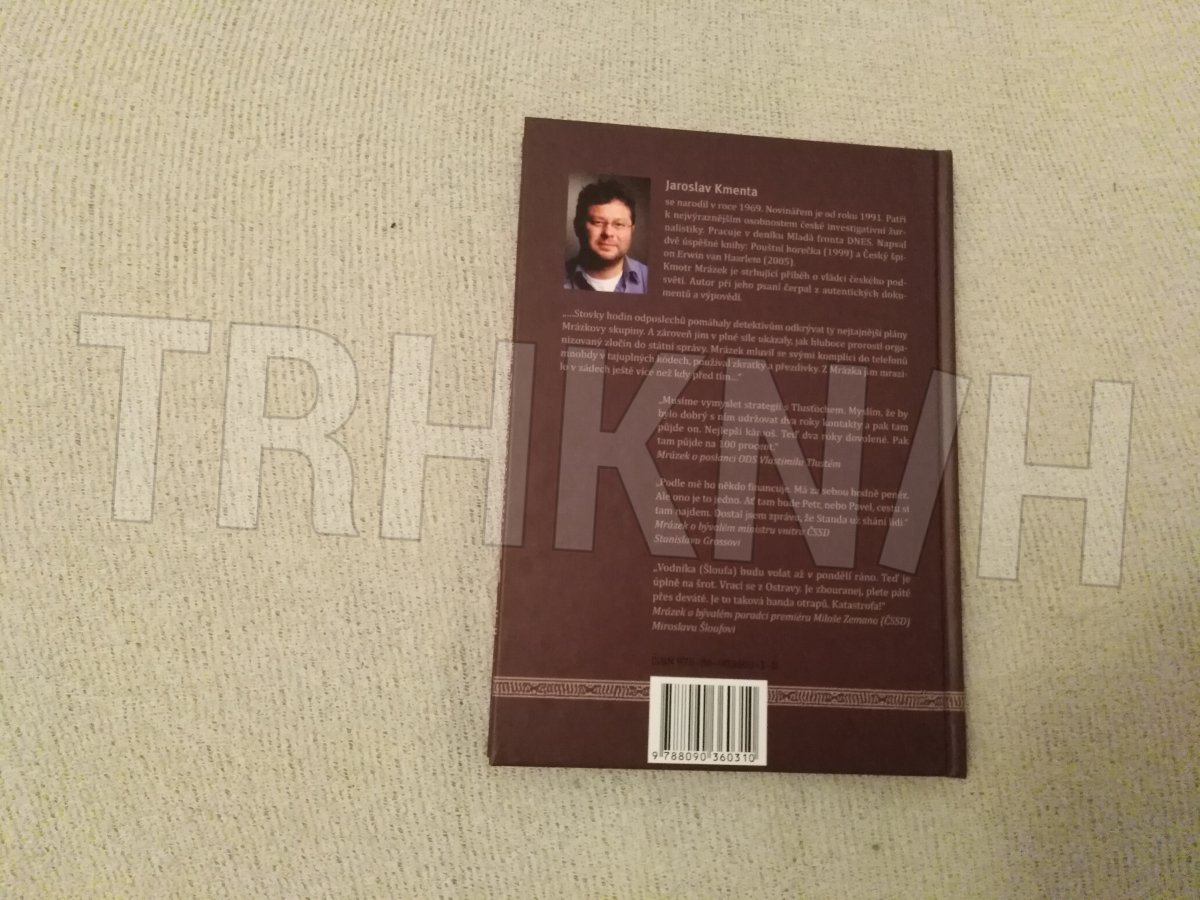 Jaroslav Kmenta
se narodil v roce 1969. Novinářem je od roku 1991. Patří
k nejvýraznějším osobnostem české investigativní žur-
nalistiky. Pracuje v deníku Mladá fronta DNES. Napsal
dvě úspěšné knihy: Pouštní horečka (1999) a Český špi-
on Erwin van Haarlem (2005).
Kmotr Mrázek je strhující příběh o vládci českého pod-
světí. Autor při jeho psaní čerpal z autentických doku-
mentů a výpovědí.
„....Stovky hodin odposlechů pomáhaly detektivům odkrývat ty nejtajnější plány
Mrázkovy skupiny. A zároveň jim v plné síle ukázaly, jak hluboce prorostl orga-
nizovaný zločin do státní správy. Mrázek mluvil se svými komplici do telefonů
mnohdy v tajuplných kódech, používal zkratky a přezdívky. Z Mrázka jim mrazi-
lo v zádech ještě více než kdy před tím...“
„Musíme vymyslet strategii s Tlusťochem. Myslím, že by
bylo dobrý s ním udržovat dva roky kontakty a pak tam
půjde on. Nejlepší kár oš. Teď dva roky dovolené. Pak
tam půjde na 100 procent.“
Mrázek o poslanci ODS Vlastimilu Tlustém
„Podle mě ho někdo financuje. Má za sebou hodně peněz.
Ale ono je to jedno. Ať tam bude Petr, nebo Pavel, cestu si
tam najdem. Dostal jsem zprávu, že Standa už shání lidi.“
Mrázek o bývalém ministru vnitra ČSSD
Stanislavu Grossovi
„Vodníka (Šloufa) budu volat až v pondělí ráno. Teď je
úplně na šrot. Vrací se z Ostravy. Je zbouranej, plete páté
přes deváté. Je to taková banda otrapů. Katastrofa!“
Mrázek o bývalém poradci premiéra Miloše Zemana (ČSSD)
Miroslavu Šloufovi
ISBN
9 788090 360310
TRHKNIH